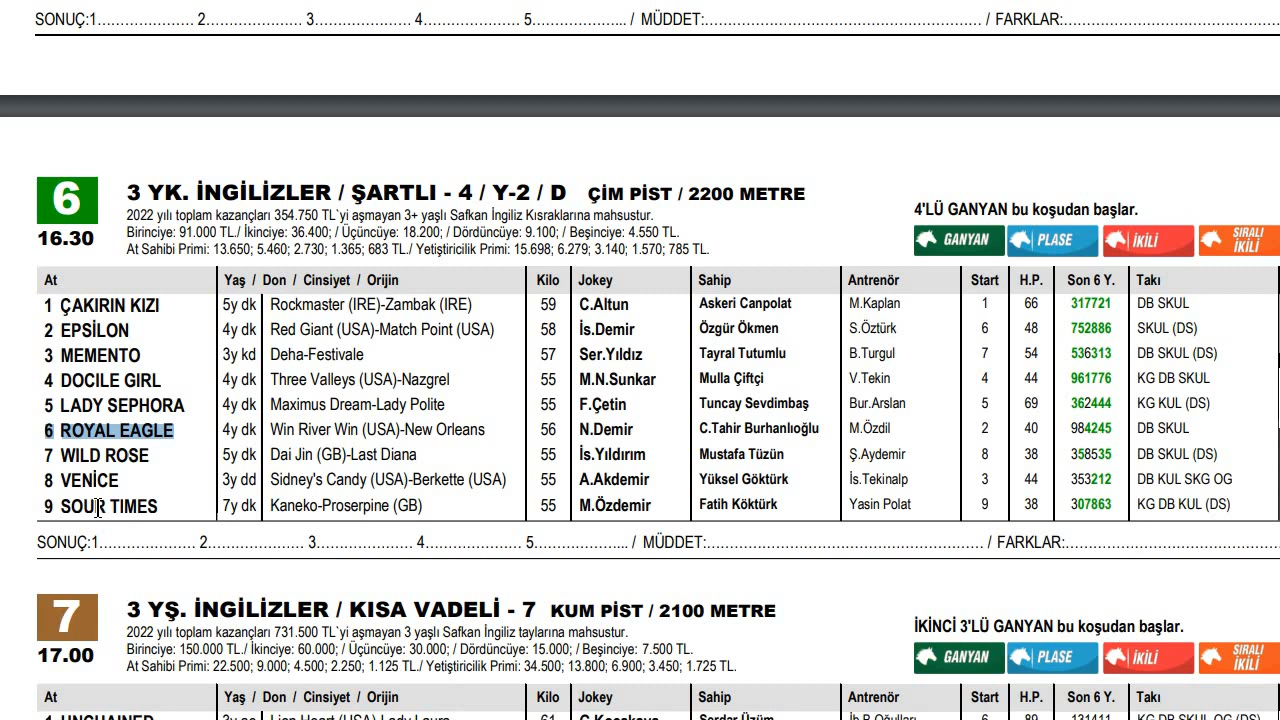 SONUÇ:1........................ 2........................ 3........................ 4........................ 5...................... / MÜDDET:.................................................................... / FARKLAR:......................................................
6 3 YK. İNGİLİZLER / ŞARTLI - 4 / Y-2 / D ÇİM PİST / 2200 METRE
16.30
2022 yılı toplam kazançları 354.750 TL`yi aşmayan 3+ yaşlı Safkan İngiliz Kısraklarına mahsustur.
Birinciye: 91.000 TL./ İkinciye: 36.400; / Üçüncüye: 18.200; / Dördüncüye: 9.100; / Beşinciye: 4.550 TL.
At Sahibi Primi: 13.650; 5.460; 2.730; 1.365; 683 TL./ Yetiştiricilik Primi: 15.698; 6.279; 3.140; 1.570; 785 TL.
4'LÜ GANYAN bu koşudan başlar.
GANYAN PLASE İKİLİ SIRALI İKİLİ
At Yaş / Don / Cinsiyet / Orijin Kilo Jokey Sahip Antrenör Start H.P. Son 6 Y. Takı
1 ÇAKIRIN KIZI 5y dk Rockmaster (IRE)-Zambak (IRE) 59 C.Altun Askeri Canpolat M.Kaplan 1 66 317721 DB SKUL
2 EPSİLON 4y dk Red Giant (USA)-Match Point (USA) 58 İs.Demir Özgür Ökmen S.Öztürk 6 48 752886 SKUL (DS)
3 MEMENTO 3y kd Deha-Festivale 57 Ser.Yıldız Tayral Tutumlu B.Turgul 7 54 536313 DB SKUL (DS)
4 DOCILE GIRL 4y dk Three Valleys (USA)-Nazgrel 55 M.N.Sunkar Mulla Çiftçi V.Tekin 4 44 961776 KG DB SKUL
5 LADY SEPHORA 4y dk Maximus Dream-Lady Polite 55 F.Çetin Tuncay Sevdimbaş Bur.Arslan 5 69 362444 KG KUL (DS)
6 ROYAL EAGLE 4y dk Win River Win (USA)-New Orleans 56 N.Demir C.Tahir Burhanlıoğlu M.Özdil 2 40 984245 DB SKUL
7 WILD ROSE 5y dk Dai Jin (GB)-Last Diana 55 İs.Yıldırım Mustafa Tüzün Ş.Aydemir 8 38 358535 DB SKUL (DS)
8 VENİCE 3y dd Sidney's Candy (USA)-Berkette (USA) 55 A.Akdemir Yüksel Göktürk İs.Tekinalp 3 44 353212 DB KUL SKG OG
9 SOUR TIMES 7y dk Kaneko-Proserpine (GB) 55 M.Özdemir Fatih Köktürk Yasin Polat 9 38 307863 KG DB KUL (DS)
SONUÇ:1........................ 2........................ 3........................ 4........................ 5...................... / MÜDDET:.................................................................... / FARKLAR:......................................................
7 3 YŞ. İNGİLİZLER / KISA VADELİ - 7 KUM PİST / 2100 METRE
17.00
2022 yılı toplam kazançları 731.500 TL`yi aşmayan 3 yaşlı Safkan İngiliz taylarına mahsustur.
Birinciye: 150.000 TL./ İkinciye: 60.000; / Üçüncüye: 30.000; / Dördüncüye: 15.000; / Beşinciye: 7.500 TL.
At Sahibi Primi: 22.500; 9.000; 4.500; 2.250; 1.125 TL./ Yetiştiricilik Primi: 34.500; 13.800; 6.900; 3.450; 1.725 TL.
İKİNCİ 3'LÜ GANYAN bu koşudan başlar.
GANYAN PLASE İKİLİ SIRALI İKİLİ
At Yaş / Don / Cinsiyet / Orijin Kilo Jokey Sahip Antrenör Start H.P. Son 6 Y. Takı